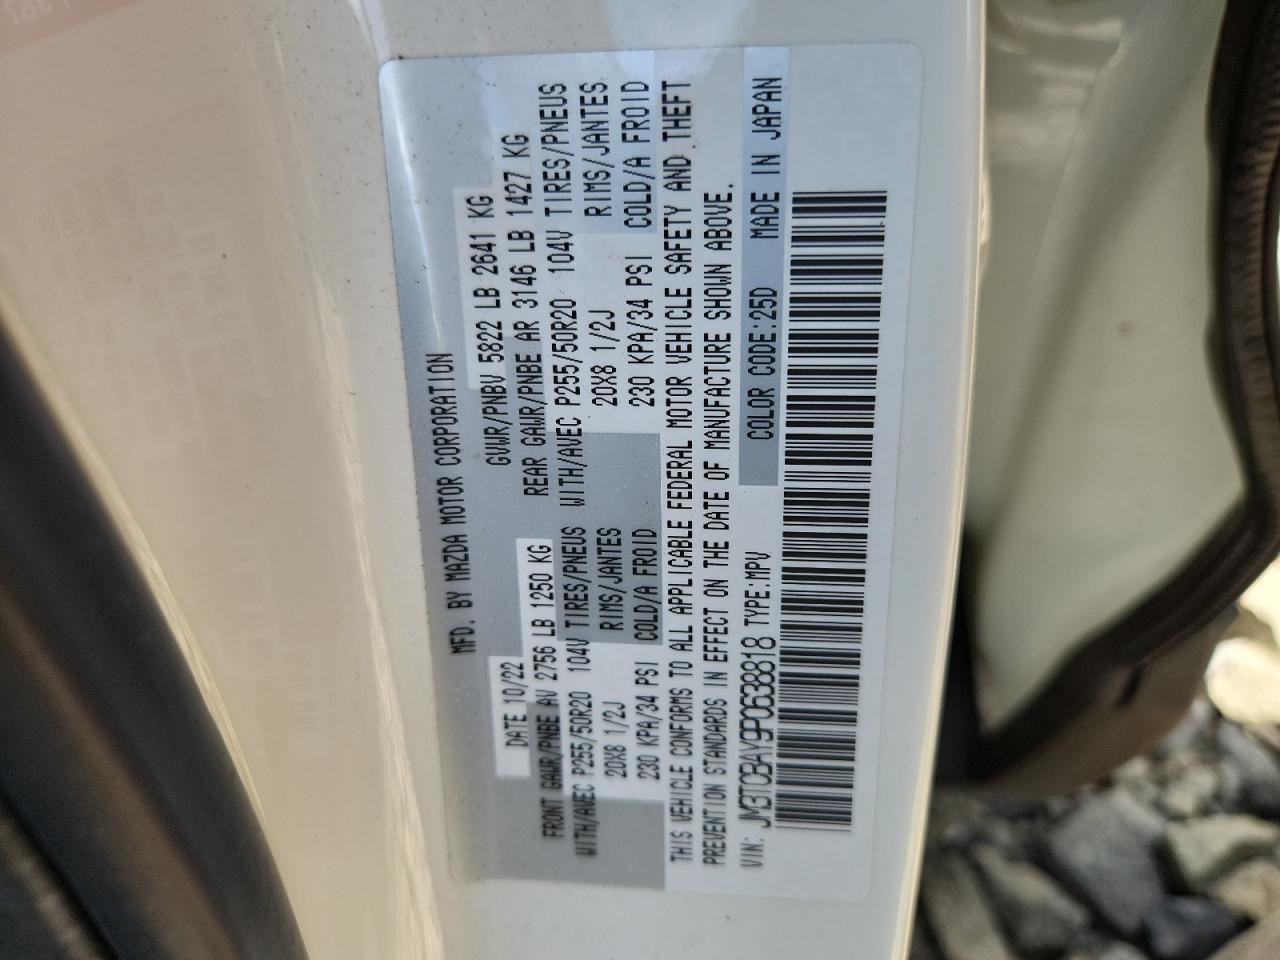 MFD. BY MAZDA MOTOR CORPORATION
DATE 10/22 GVWR/PNBV 5822 LB 2641 KG
FRONT GAWR/PNBE AV 2756 LB 1250 KG REAR GAWR/PNBE AR 3146 LB 1427 KG
WITH/AVEC P255/50R20 104V TIRES/PNEUS WITH/AVEC P255/50R20 104V TIRES/PNEUS
20X8 1/2J RIMS/JANTES 20X8 1/2J RIMS/JANTES
230 KPA/34 PSI COLD/A FROID 230 KPA/34 PSI COLD/A FROID
THIS VEHICLE CONFORMS TO ALL APPLICABLE FEDERAL MOTOR VEHICLE SAFETY AND THEFT
PREVENTION STANDARDS IN EFFECT ON THE DATE OF MANUFACTURE SHOWN ABOVE.
VIN: JM3TCBAY9P0638818 TYPE:MPV COLOR CODE:25D MADE IN JAPAN